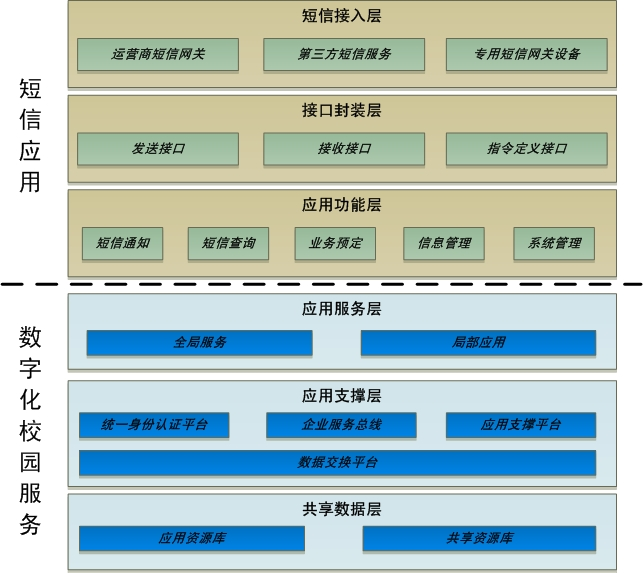 短信应用
短信接入层
运营商短信网关
第三方短信服务
专用短信网关设备
接口封装层
发送接口
接收接口
指令定义接口
应用功能层
短信通知
短信查询
业务预定
信息管理
系统管理
数字化校园服务
应用服务层
全局服务
局部应用
应用支撑层
统一身份认证平台
企业服务总线
应用支撑平台
数据交换平台
共享数据层
应用资源库
共享资源库